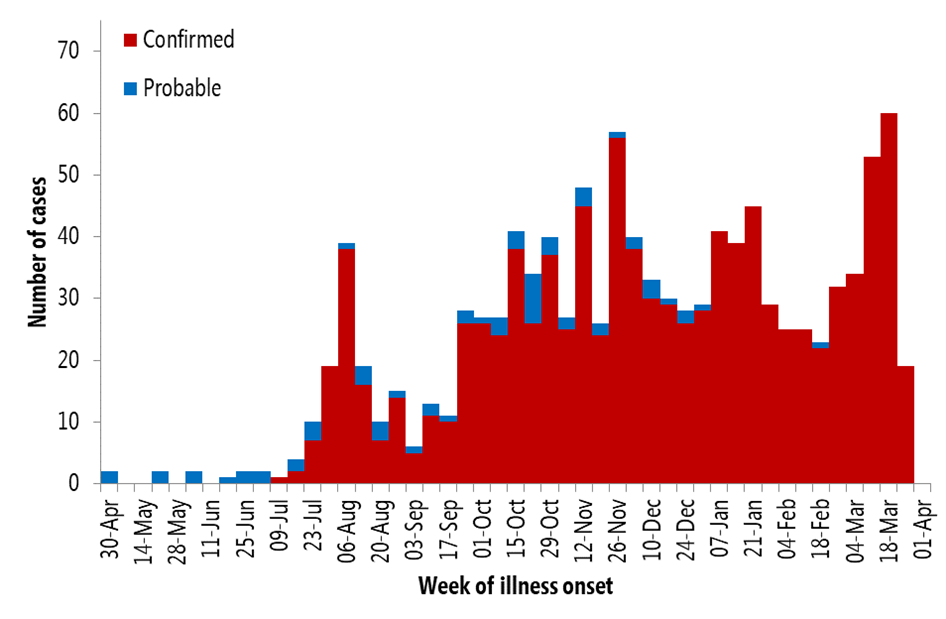 Confirmed
Probable
Number of cases
70
60
50
40
30
20
10
0
30-Apr
14-May
28-May
11-Jun
25-Jun
09-Jul
23-Jul
06-Aug
20-Aug
03-Sep
17-Sep
01-Oct
15-Oct
29-Oct
12-Nov
26-Nov
10-Dec
24-Dec
07-Jan
21-Jan
04-Feb
18-Feb
04-Mar
18-Mar
01-Apr
Week of illness onset